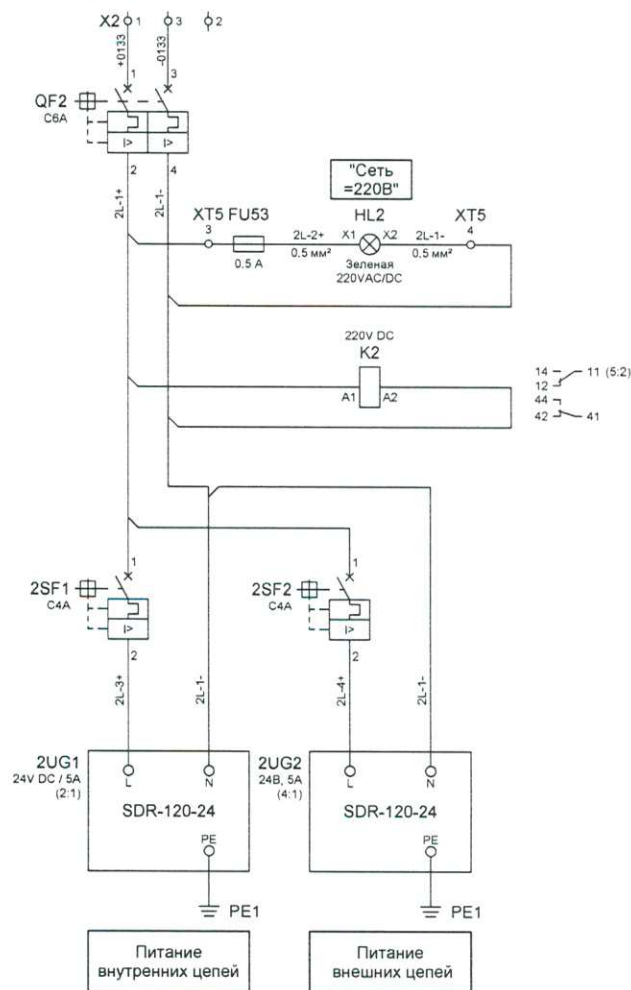 X2 1 3 2
+0133 -0133
1 3
QF2
C6A
I> I>
2 4
2L-1+ 2L-1-
"Сеть
=220В"
XT5 FU53 HL2 XT5
3 2L-2+ X1 X2 2L-1- 4
0.5 A 0,5 мм² Зеленая 0,5 мм²
220VAC/DC
220V DC
K2
A1 A2
14 11 (5:2)
12
44
42 41
1 1
2SF1 2SF2
C4A C4A
I> I>
2 2
2L-3+ 2L-1- 2L-4+ 2L-1-
2UG1 2UG2
24V DC / 5A 24В, 5А
(2:1) (4:1)
L N L N
SDR-120-24 SDR-120-24
PE PE
PE1 PE1
Питание Питание
внутренних цепей внешних цепей